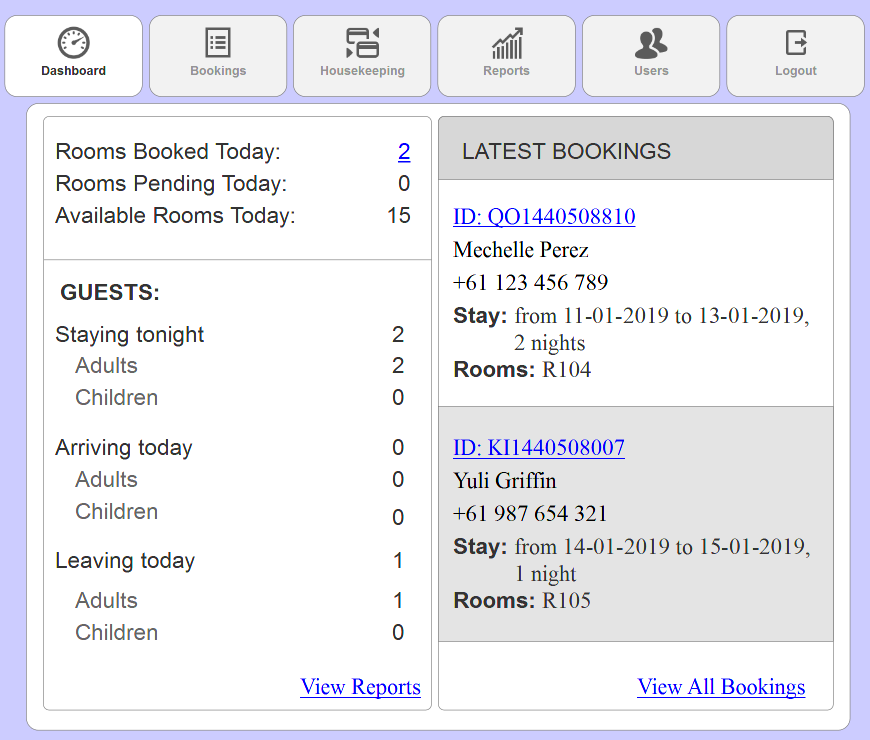 Dashboard
Bookings
Housekeeping
Reports
Users
Logout
Rooms Booked Today: 2
Rooms Pending Today: 0
Available Rooms Today: 15
GUESTS:
Staying tonight 2
Adults 2
Children 0
Arriving today 0
Adults 0
Children 0
Leaving today 1
Adults 1
Children 0
View Reports
LATEST BOOKINGS
ID: QO1440508810
Mechelle Perez
+61 123 456 789
Stay: from 11-01-2019 to 13-01-2019,
2 nights
Rooms: R104
ID: KI1440508007
Yuli Griffin
+61 987 654 321
Stay: from 14-01-2019 to 15-01-2019,
1 night
Rooms: R105
View All Bookings